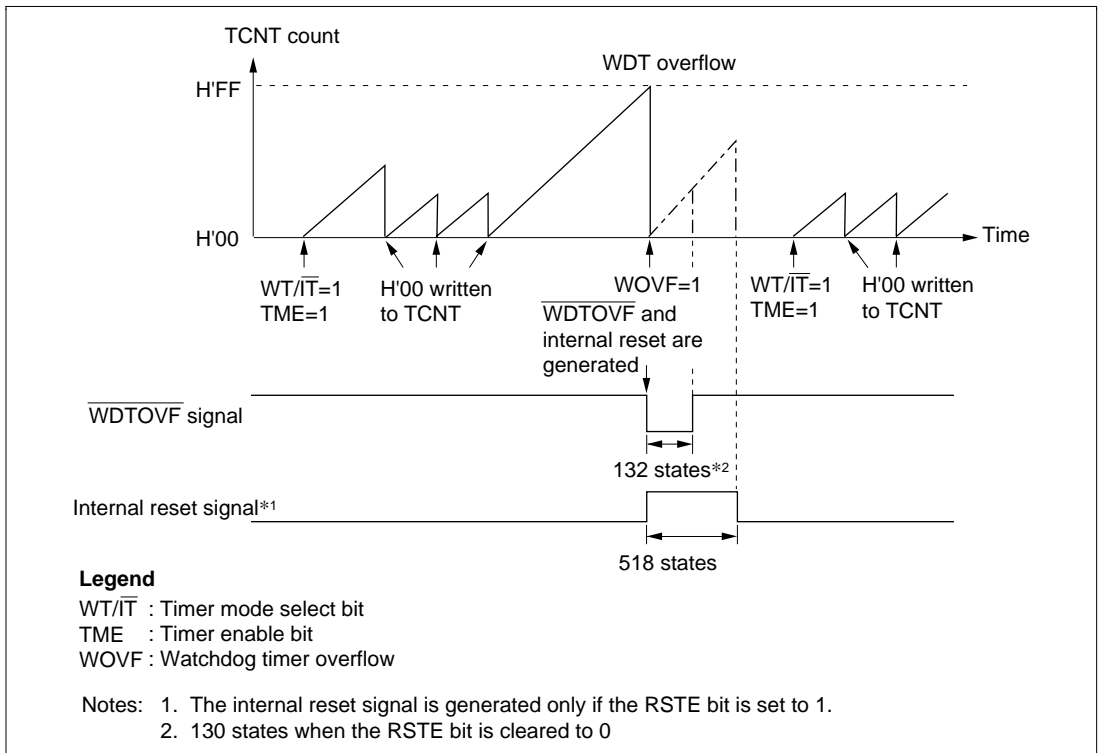 TCNT count
WDT overflow
H'FF
H'00
Time
WT/IT=1
TME=1
H'00 written
to TCNT
WOVF=1
WDTOVF and
internal reset are
generated
WT/IT=1
TME=1
H'00 written
to TCNT
WDTOVF signal
132 states*2
Internal reset signal*1
518 states
Legend
WT/IT : Timer mode select bit
TME : Timer enable bit
WOVF : Watchdog timer overflow
Notes: 1. The internal reset signal is generated only if the RSTE bit is set to 1.
2. 130 states when the RSTE bit is cleared to 0